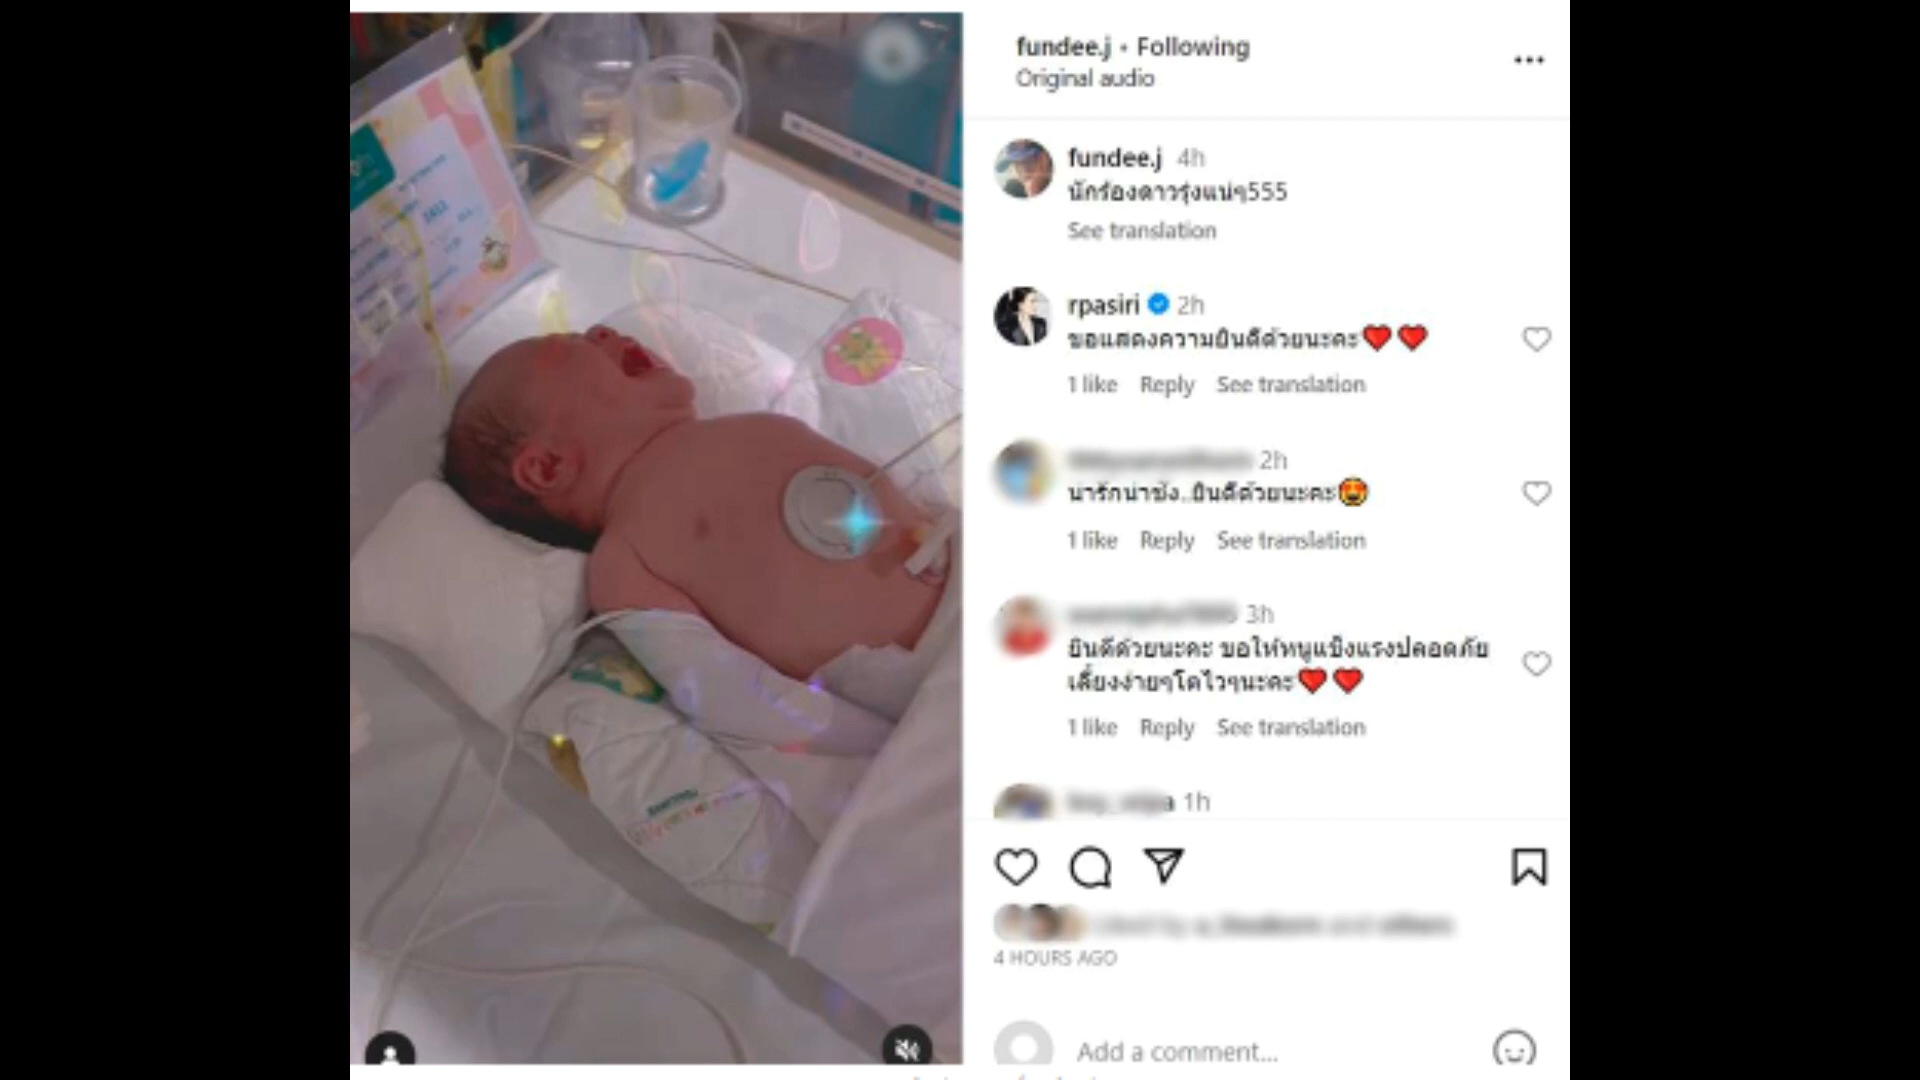 fundee.j • Following
Original audio
fundee.j 4h
นักร้องดาวรุ่งแน่ๆ555
See translation
rpasiri 2h
ขอแสดงความยินดีด้วยนะคะ❤️❤️
1 like Reply See translation
2h
น่ารักน่าชัง..ยินดีด้วยนะคะ😍
1 like Reply See translation
3h
ยินดีด้วยนะคะ ขอให้หนูแข็งแรงปลอดภัย
เลี้ยงง่ายๆโตไวๆนะคะ❤️❤️
1 like Reply See translation
1h
4 HOURS AGO
Add a comment...